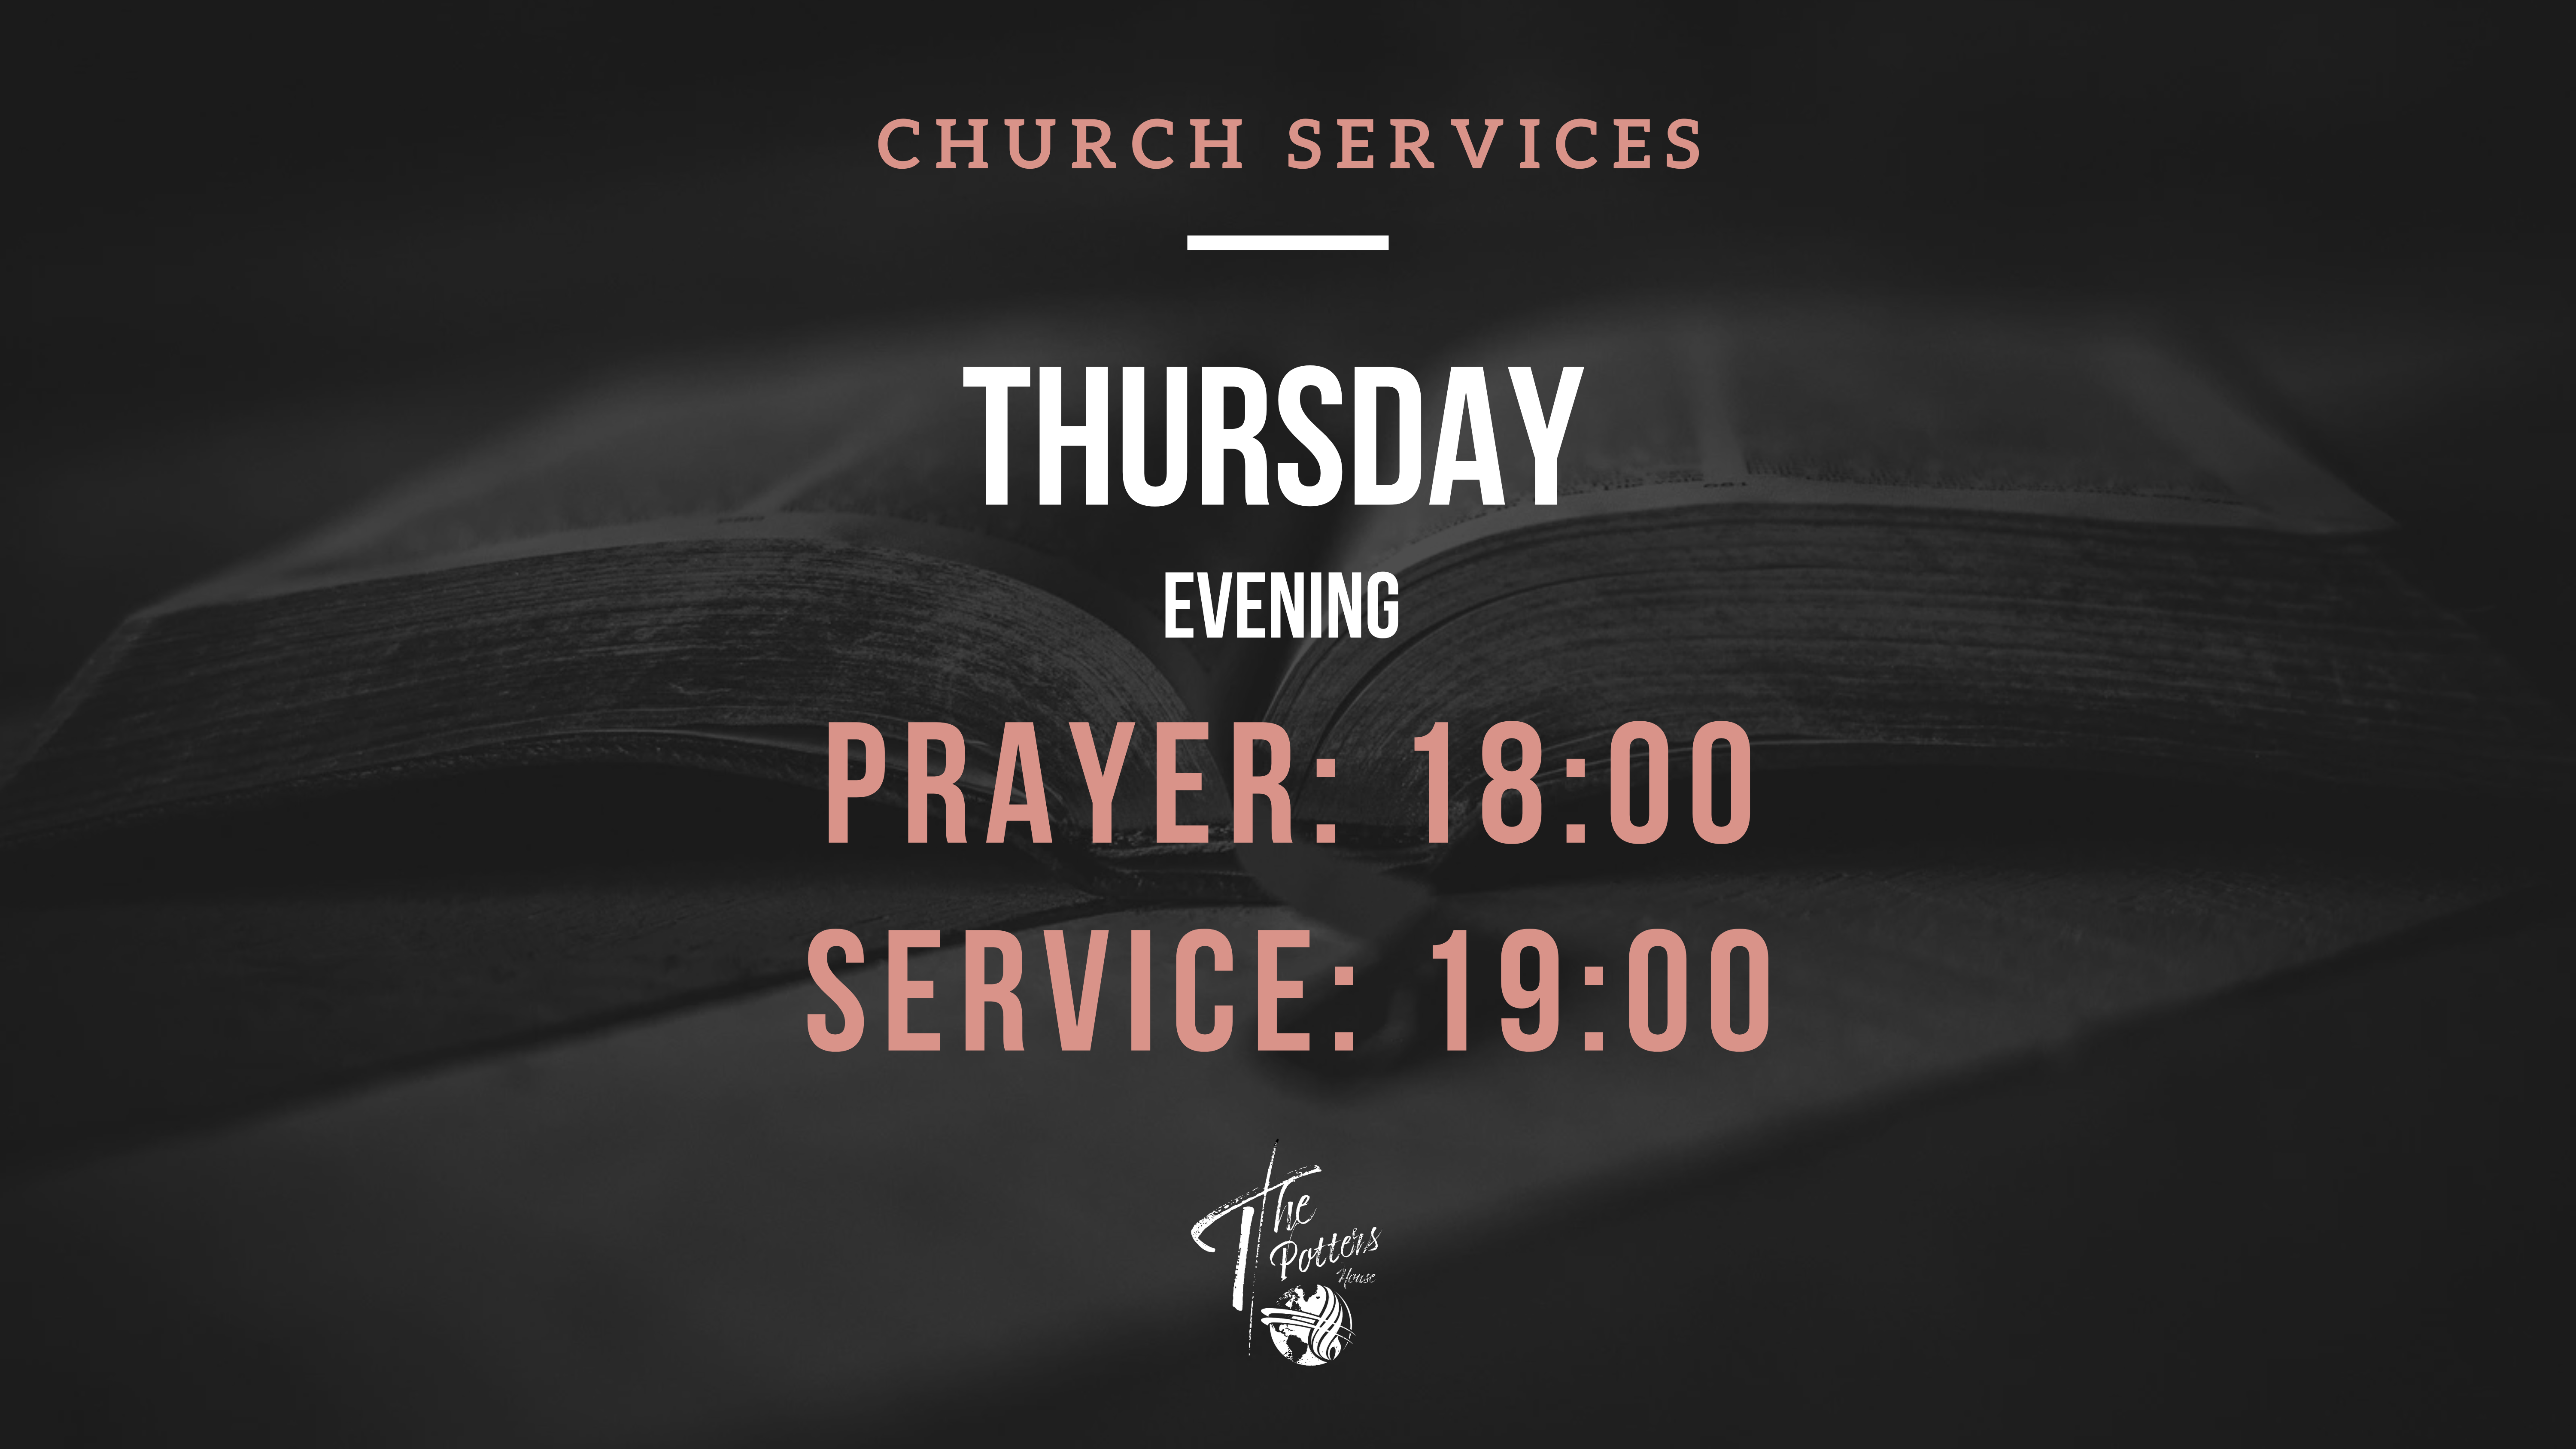 CHURCH SERVICES
THURSDAY
EVENING
PRAYER: 18:00
SERVICE: 19:00
The
Potters
House